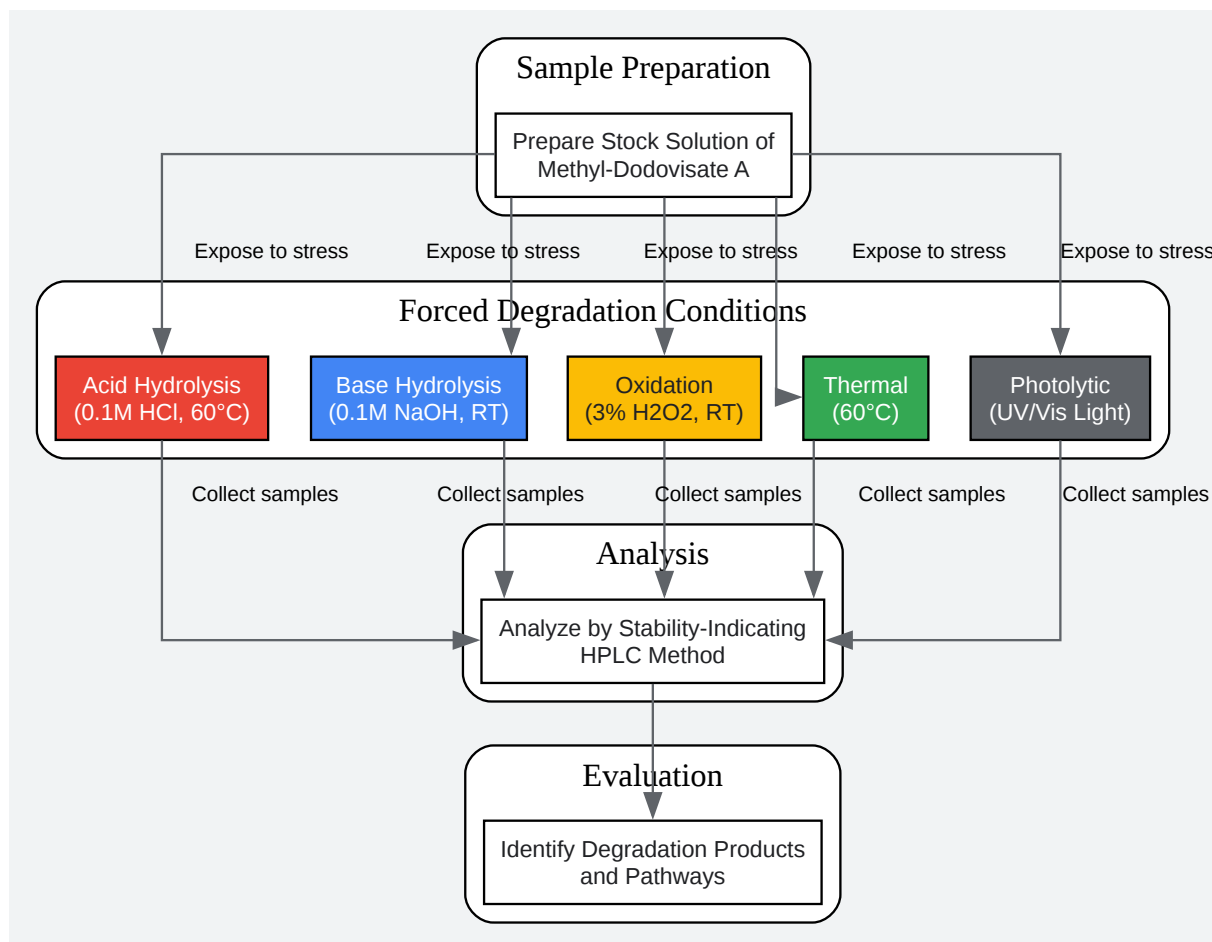 Sample Preparation
Prepare Stock Solution of
Methyl-Dodovisate A
Expose to stress
Expose to stress
Expose to stress
Expose to stress
Expose to stress
Forced Degradation Conditions
Acid Hydrolysis
(0.1M HCl, 60°C)
Base Hydrolysis
(0.1M NaOH, RT)
Oxidation
(3% H2O2, RT)
Thermal
(60°C)
Photolytic
(UV/Vis Light)
Collect samples
Collect samples
Collect samples
Collect samples
Collect samples
Analysis
Analyze by Stability-Indicating
HPLC Method
Evaluation
Identify Degradation Products
and Pathways